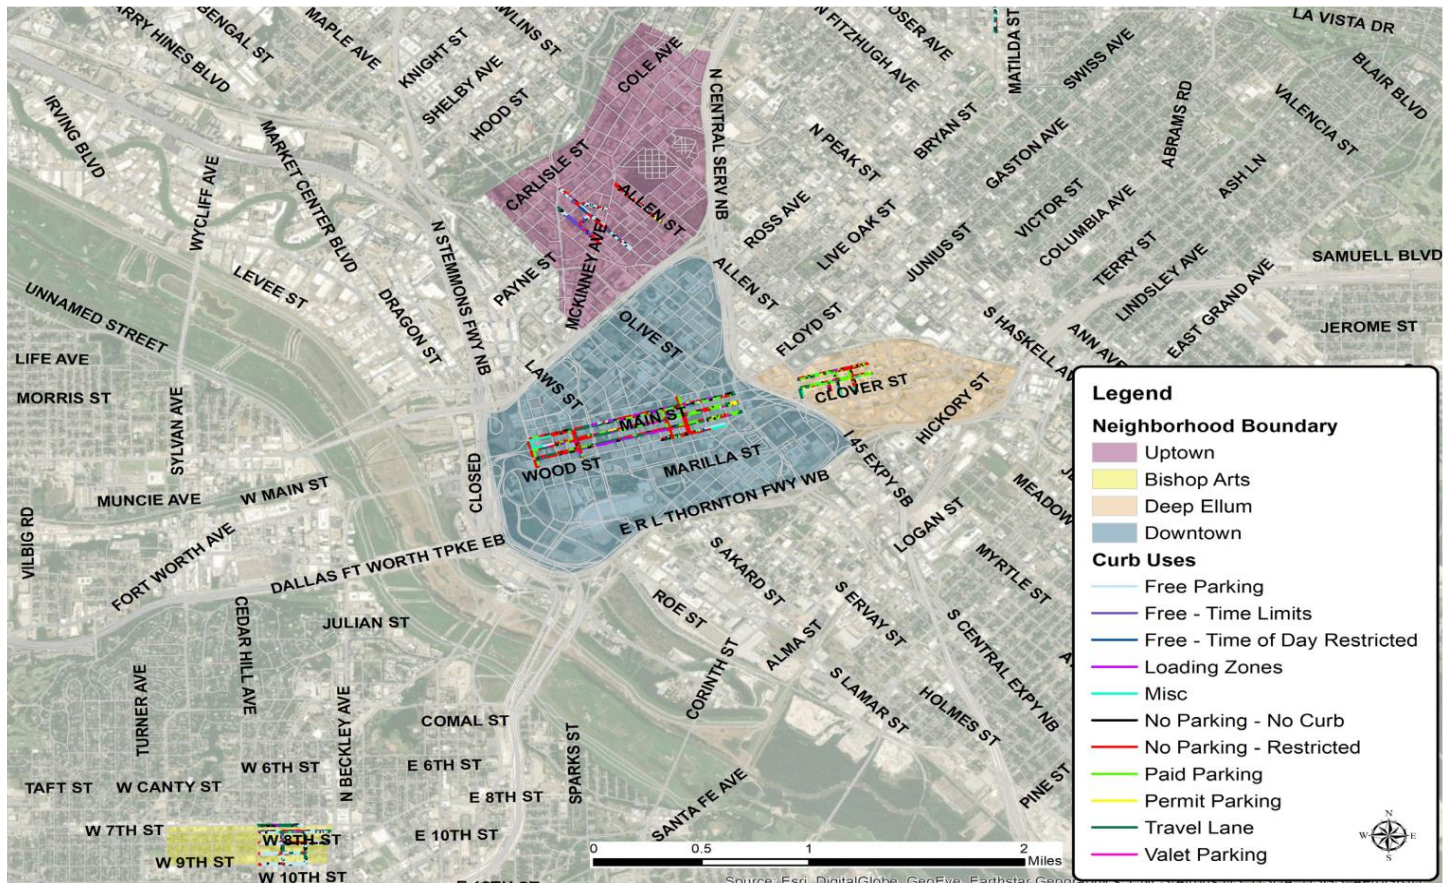 ARRY HINES BLVD
BENGAL ST
MAPLE AVE
KNIGHT ST
SHELBY AVE
HOOD ST
COLE AVE
N CENTRAL SERV NB
N FITZHUGH AVE
MATILDA ST
SWISS AVE
LA VISTA DR
BLAIR BLVD
VALENCIA ST
ABRAMS RD
ASH LN
IRVING BLVD
WYCLIFF AVE
MARKET CENTER BLVD
N STEMMONS FWY NB
CARLISLE ST
ALLEN ST
MCKINNEY AVE
PAYNE ST
N PEAK ST
BRYAN ST
GASTON AVE
ROSS AVE
LIVE OAK ST
JUNIUS ST
VICTOR ST
COLUMBIA AVE
TERRY ST
LINDSLEY AVE
EAST GRAND AVE
SAMUELL BLVD
JEROME ST
UNNAMED STREET
LEVEE ST
DRAGON ST
LIFE AVE
MORRIS ST
SYLVAN AVE
LAWS ST
OLIVE ST
ALLEN ST
FLOYD ST
S HASKELL AV
ANN AVE
CLOVER ST
HICKORY ST
MAIN ST
WOOD ST
MARILLA ST
CLOSED
I 45 EXPY SB
E R L THORNTON FWY WB
MUNCIE AVE
W MAIN ST
VILBIG RD
FORT WORTH AVE
DALLAS FT WORTH TPKE EB
LOGAN ST
MEADOW
MYRTLE ST
S AKARD ST
ROE ST
S ERVAY ST
S CENTRAL EXPY NB
ALMA ST
CORINTH ST
S LAMAR ST
HOLMES ST
PINE ST
CEDAR HILL AVE
JULIAN ST
TURNER AVE
N BECKLEY AVE
COMAL ST
SPARKS ST
W 6TH ST
E 6TH ST
TAFT ST
W CANTY ST
E 8TH ST
SANTA FE AVE
W 7TH ST
W 8TH ST
E 10TH ST
W 9TH ST
W 10TH ST
Legend
Neighborhood Boundary
Uptown
Bishop Arts
Deep Ellum
Downtown
Curb Uses
Free Parking
Free - Time Limits
Free - Time of Day Restricted
Loading Zones
Misc
No Parking - No Curb
No Parking - Restricted
Paid Parking
Permit Parking
Travel Lane
Valet Parking
N
W E
S
0 0.5 1 2
Miles